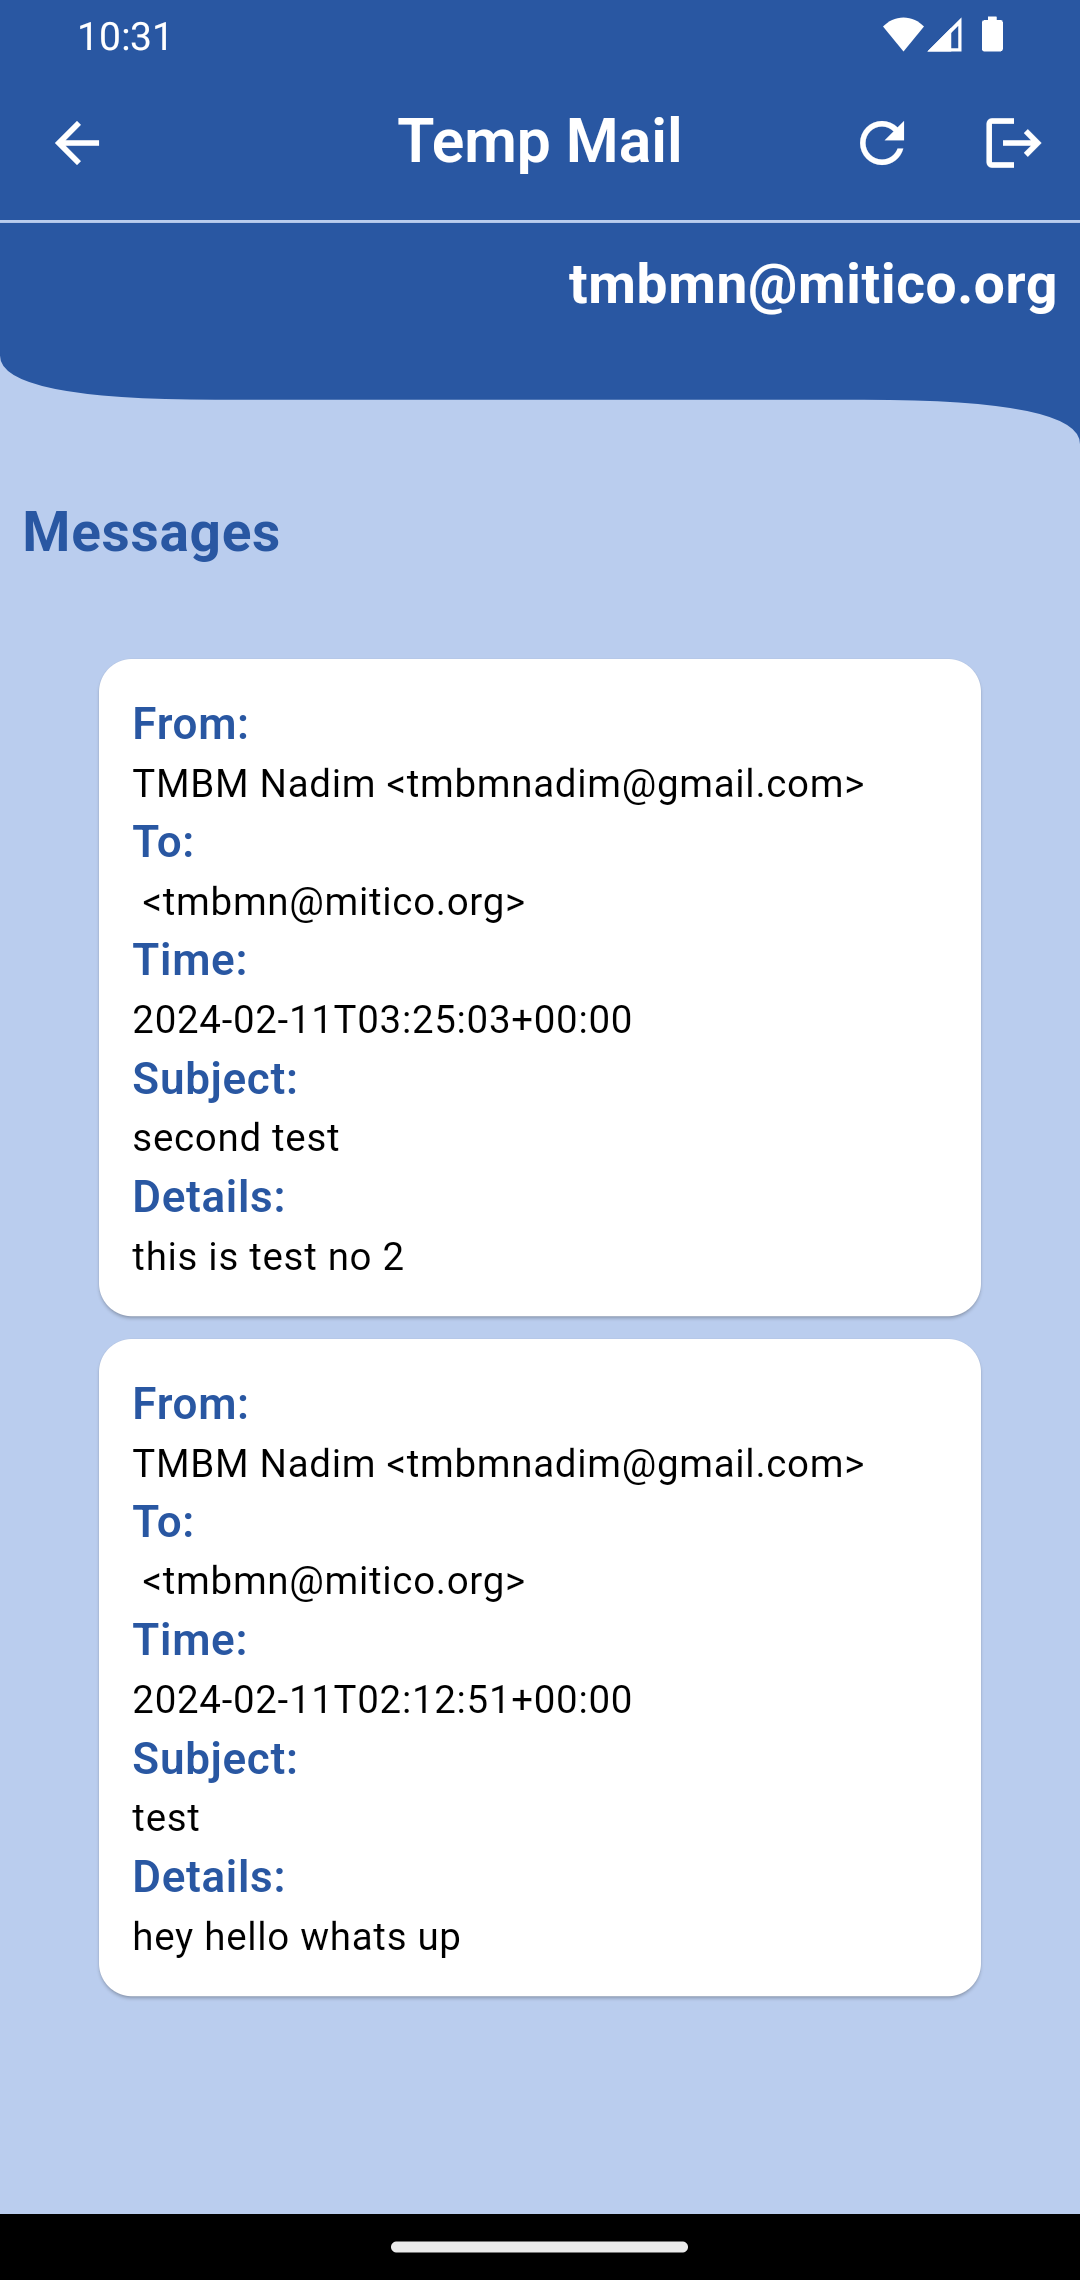 10:31
Temp Mail
tmbmn@mitico.org
Messages
From:
TMBM Nadim <tmbmnadim@gmail.com>
To:
<tmbmn@mitico.org>
Time:
2024-02-11T03:25:03+00:00
Subject:
second test
Details:
this is test no 2
From:
TMBM Nadim <tmbmnadim@gmail.com>
To:
<tmbmn@mitico.org>
Time:
2024-02-11T02:12:51+00:00
Subject:
test
Details:
hey hello whats up